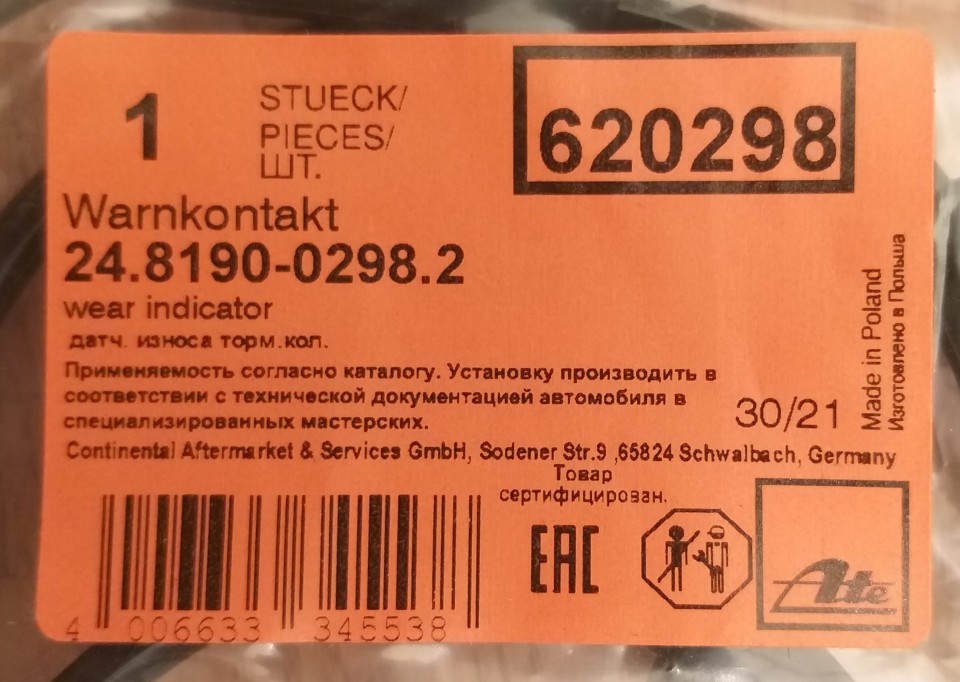 1
STUECK/
PIECES/
ШТ.
620298
Warnkontakt
24.8190-0298.2
wear indicator
датч. износа торм.кол.
Применяемость согласно каталогу. Установку производить в
соответствии с технической документацией автомобиля в
специализированных мастерских.
30/21
Made in Poland
Изготовлено в Польша
Continental Aftermarket & Services GmbH, Sodener Str.9 ,65824 Schwalbach, Germany
Товар
сертифицирован.
EAC
Ate
4 006633 345538